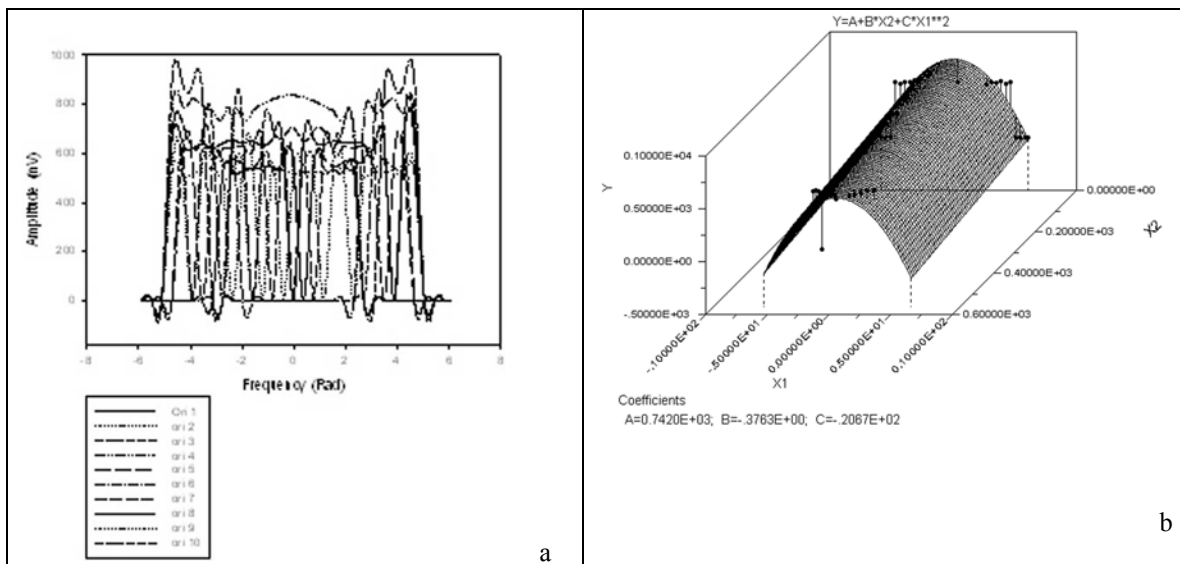 1000
800
600
400
200
0
Amplitude (nV)
-8 -6 -4 -2 0 2 4 6 8
Frequency (Rad)
Ori 1
ori 2
ori 3
ori 4
ori 5
ori 6
ori 7
ori 8
ori 9
ori 10
a
Y=A+B*X2+C*X1**2
0.10000E+04
0.50000E+03
0.00000E+00
-.50000E+03
Y
-.10000E+02
-.50000E+01
0.00000E+00
0.50000E+01
0.10000E+02
X1
0.00000E+00
0.20000E+03
0.40000E+03
0.60000E+03
X2
Coefficients
A=0.7420E+03; B=-.3763E+00; C=-.2067E+02
b